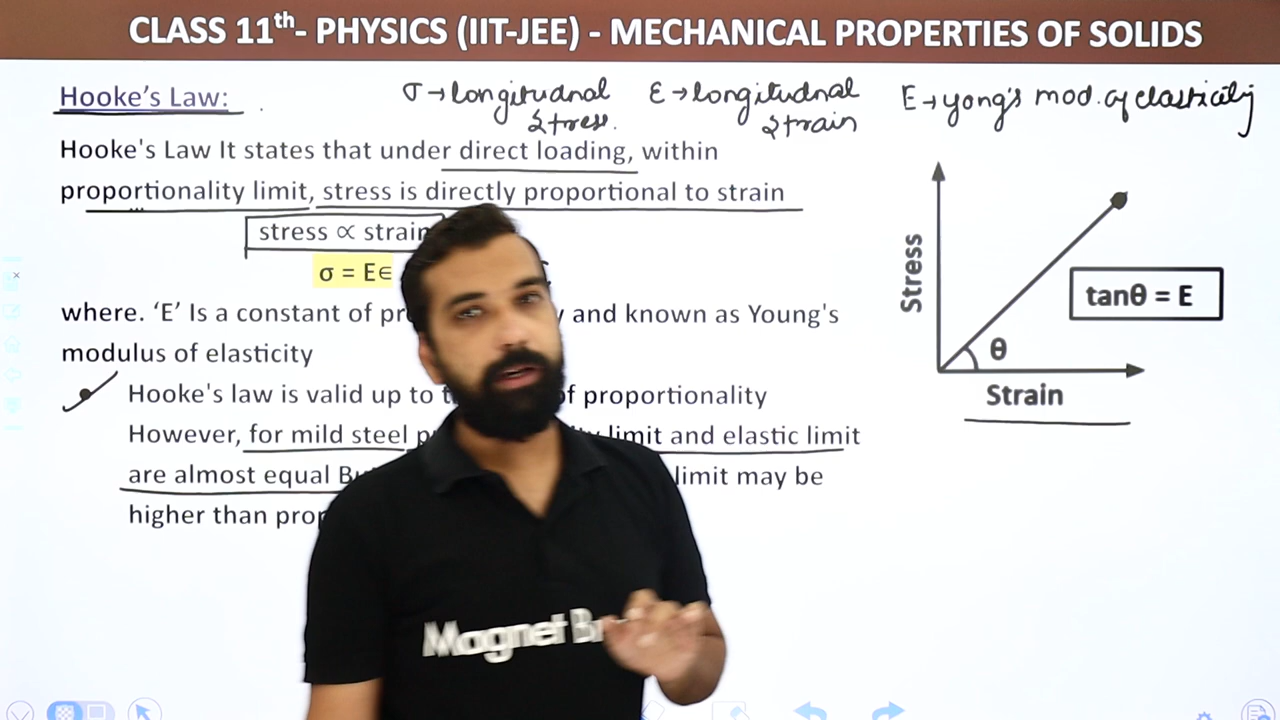 CLASS 11th- PHYSICS (IIT-JEE) - MECHANICAL PROPERTIES OF SOLIDS
Hooke's Law:
σ → longitudnal stress.
ε → longitudnal strain
E → yong's mod. of elasticity
Hooke's Law It states that under direct loading, within
proportionality limit, stress is directly proportional to strain
stress ∝ strain
σ = E∈
where. 'E' Is a constant of and known as Young's
modulus of elasticity
Hooke's law is valid up to of proportionality
However, for mild steel limit and elastic limit
are almost equal limit may be
higher than
Stress
tanθ = E
θ
Strain
Magnet